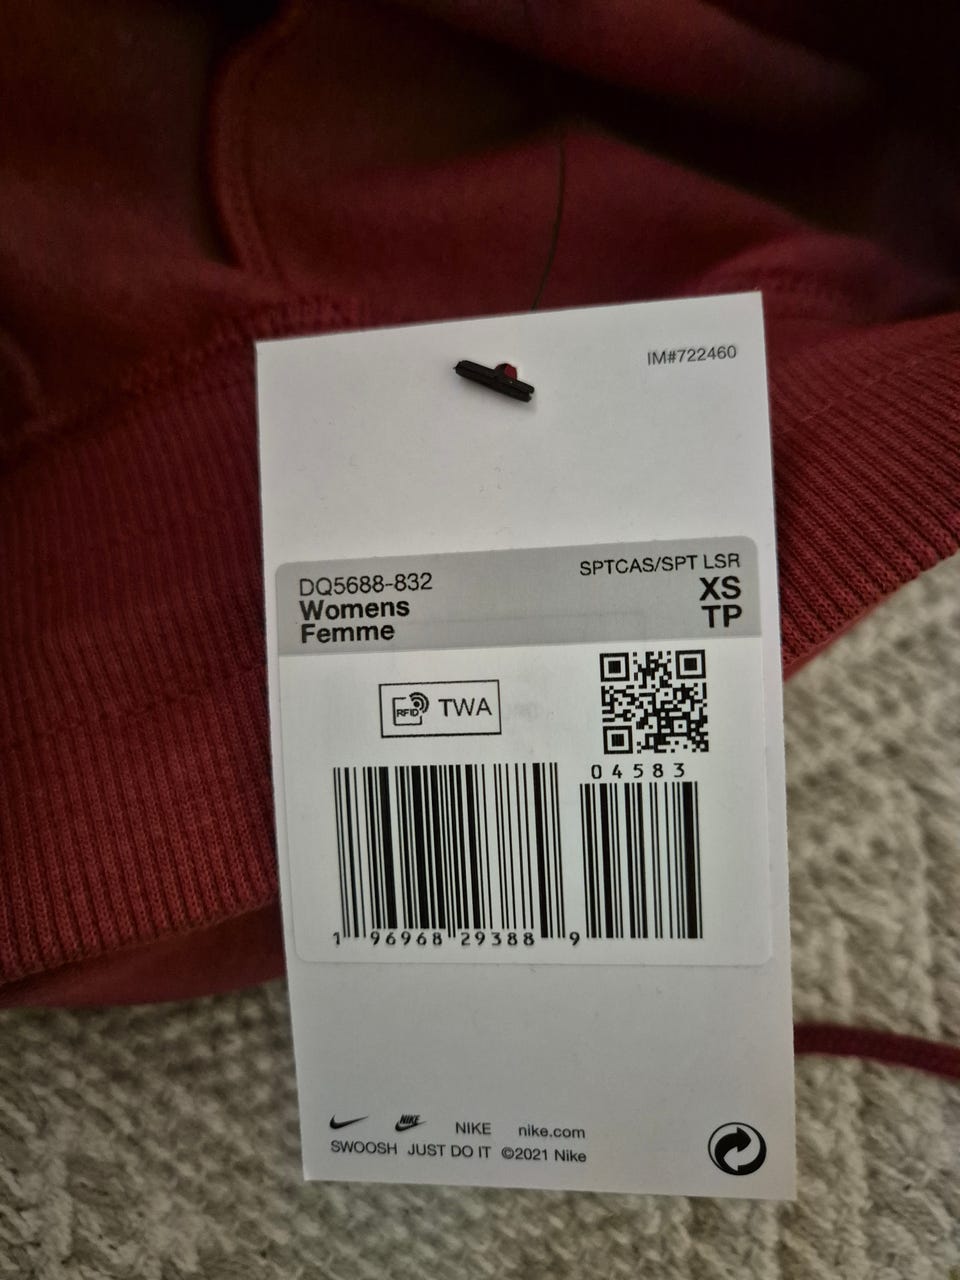 IM#722460
DQ5688-832
SPTCAS/SPT LSR
Womens
XS
Femme
TP
RFID TWA
04583
1 96968 29388 9
NIKE
NIKE nike.com
SWOOSH JUST DO IT ©2021 Nike